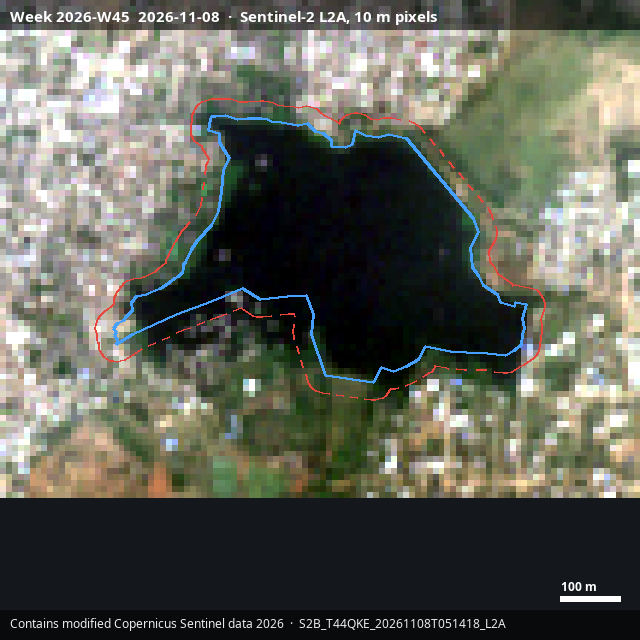 Week 2026-W45  2026-11-08  ·  Sentinel-2 L2A, 10 m pixels
100 m
Contains modified Copernicus Sentinel data 2026  ·  S2B_T44QKE_20261108T051418_L2A